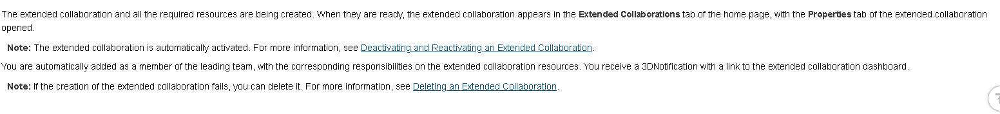 The extended collaboration and all the required resources are being created. When they are ready, the extended collaboration appears in the Extended Collaborations tab of the home page, with the Properties tab of the extended collaboration
opened.
Note: The extended collaboration is automatically activated. For more information, see Deactivating and Reactivating an Extended Collaboration.
You are automatically added as a member of the leading team, with the corresponding responsibilities on the extended collaboration resources. You receive a 3DNotification with a link to the extended collaboration dashboard.
Note: If the creation of the extended collaboration fails, you can delete it. For more information, see Deleting an Extended Collaboration.